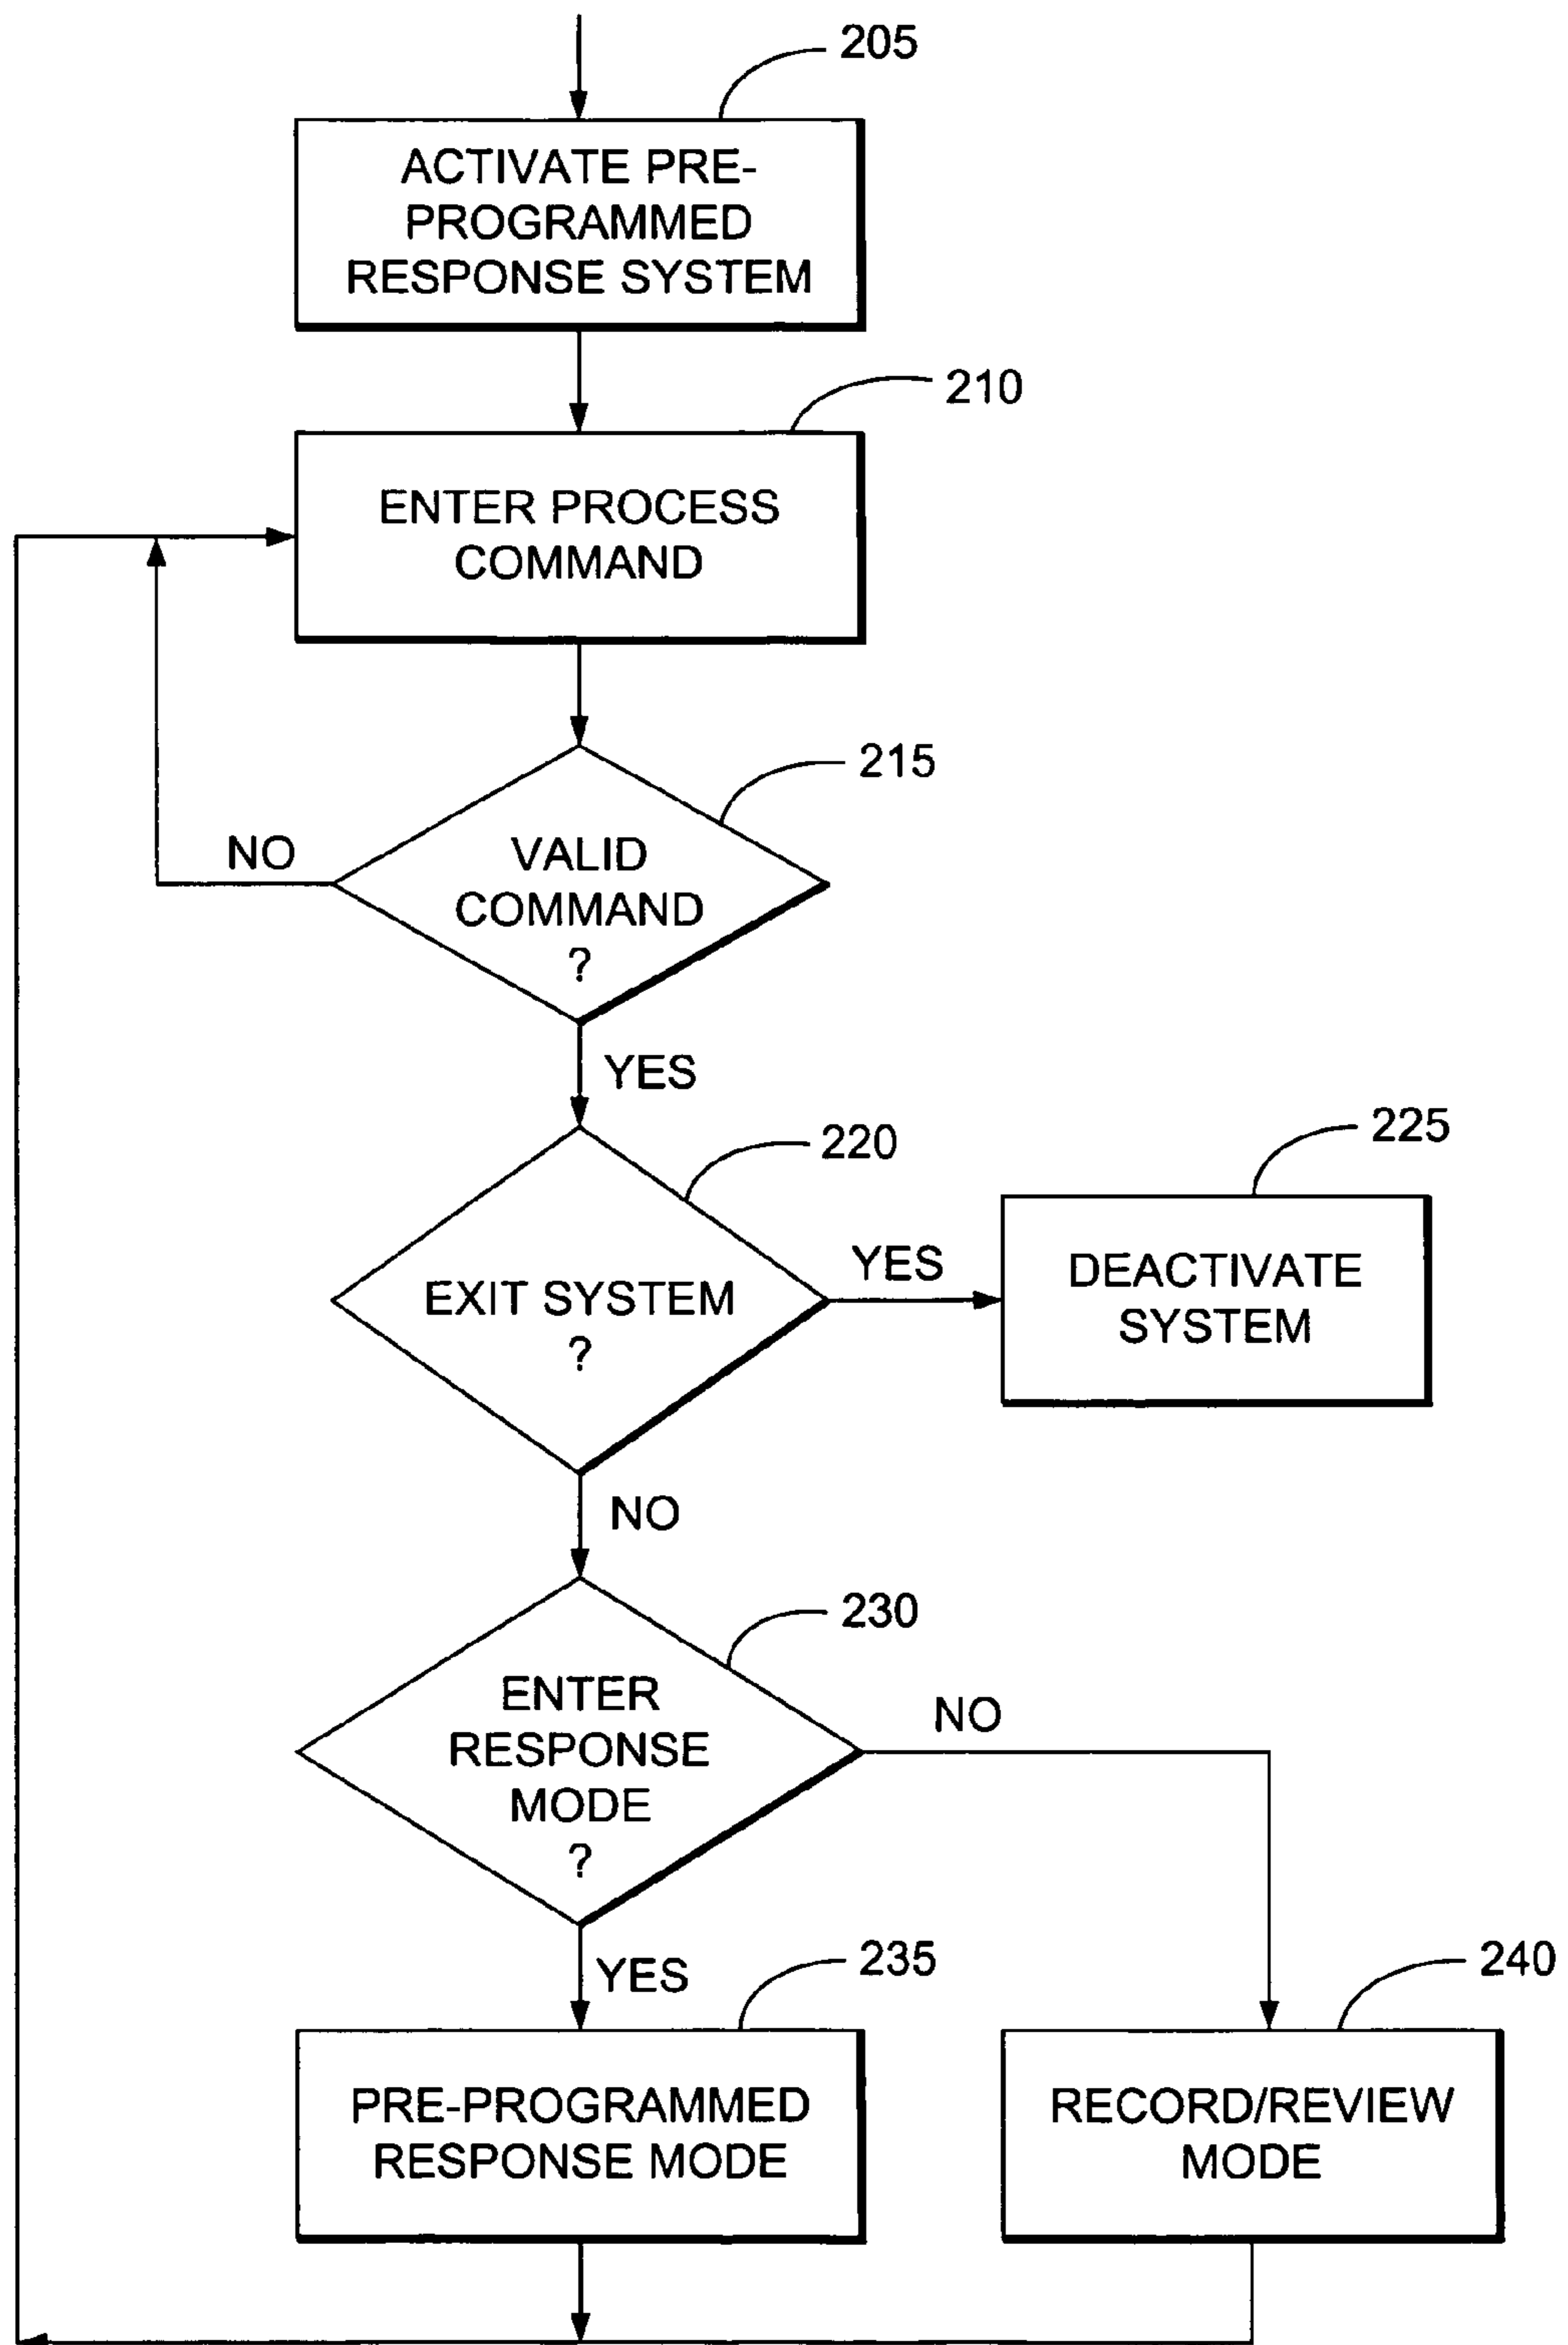 205
ACTIVATE PRE-
PROGRAMMED
RESPONSE SYSTEM
210
ENTER PROCESS
COMMAND
215
NO
VALID
COMMAND
?
YES
220
225
EXIT SYSTEM
?
YES
DEACTIVATE
SYSTEM
NO
230
ENTER
RESPONSE
MODE
?
NO
YES
235
240
PRE-PROGRAMMED
RESPONSE MODE
RECORD/REVIEW
MODE